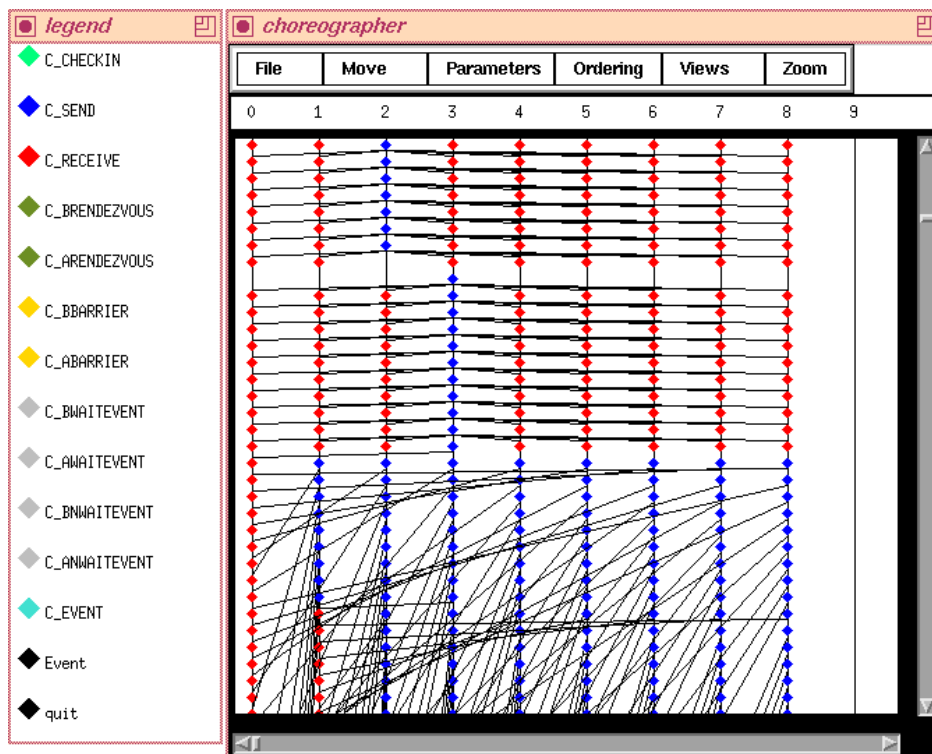 legend
C_CHECKIN
C_SEND
C_RECEIVE
C_BRENDEZVOUS
C_ARENDEZVOUS
C_BBARRIER
C_ABARRIER
C_BWAITEVENT
C_AWAITEVENT
C_BNWAITEVENT
C_ANWAITEVENT
C_EVENT
Event
quit
choreographer
File Move Parameters Ordering Views Zoom
0 1 2 3 4 5 6 7 8 9